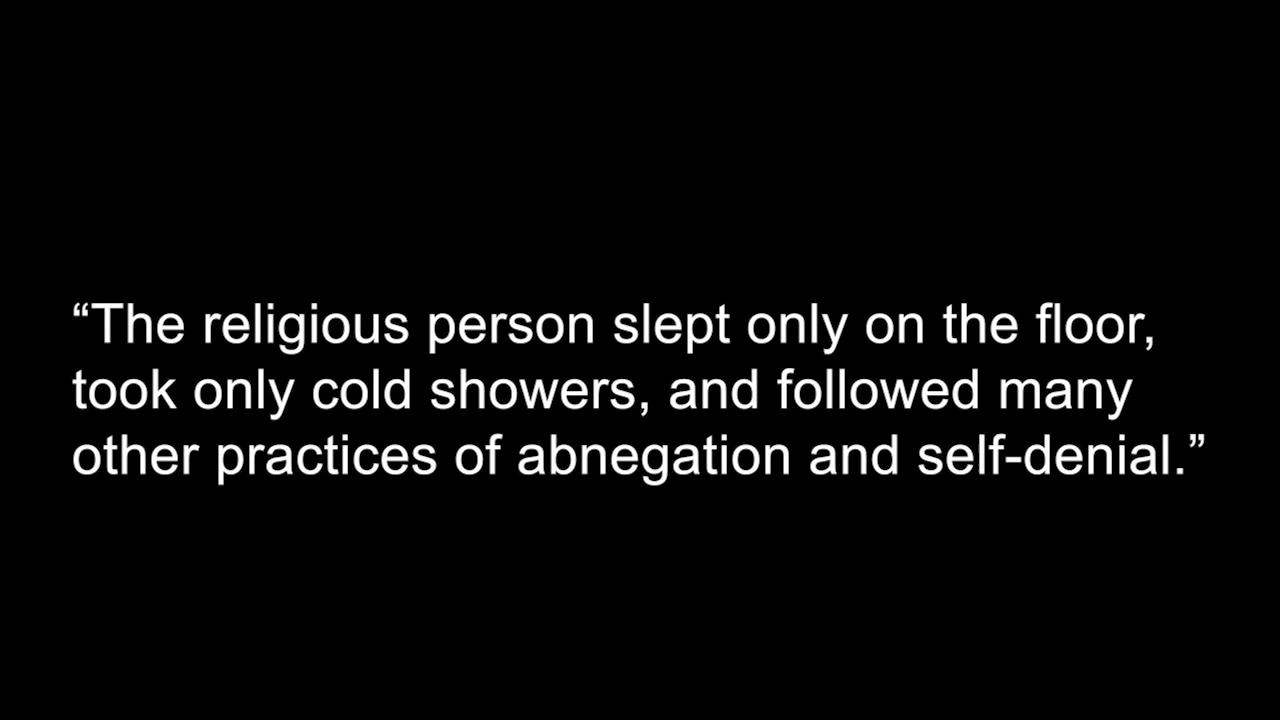 “The religious person slept only on the floor,
took only cold showers, and followed many
other practices of abnegation and self-denial.”